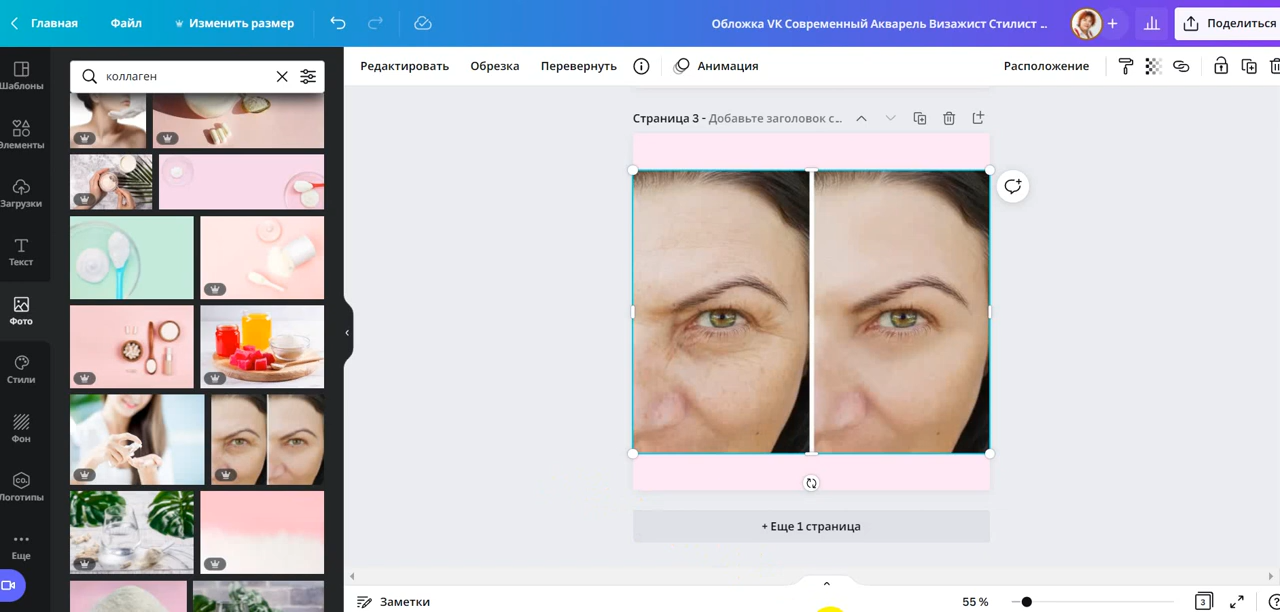 Главная
Файл
Изменить размер
Обложка VK Современный Акварель Визажист Стилист ..
Поделиться
Шаблоны
Элементы
Загрузки
Текст
Фото
Стили
Фон
Логотипы
Еще
коллаген
Редактировать
Обрезка
Перевернуть
Анимация
Расположение
Страница 3 - Добавьте заголовок с...
+ Еще 1 страница
Заметки
55 %
3